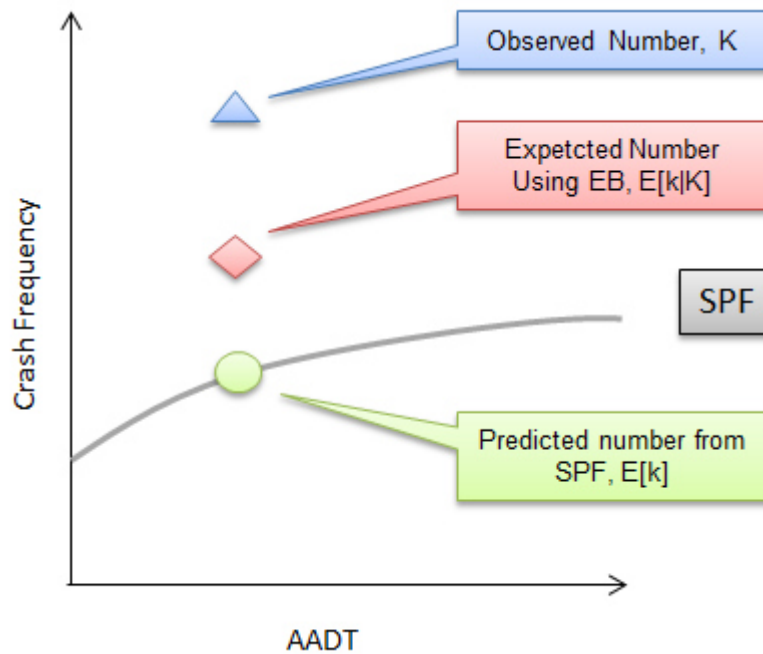 Observed Number, K
Expetcted Number
Using EB, E[k|K]
SPF
Crash Frequency
Predicted number from
SPF, E[k]
AADT